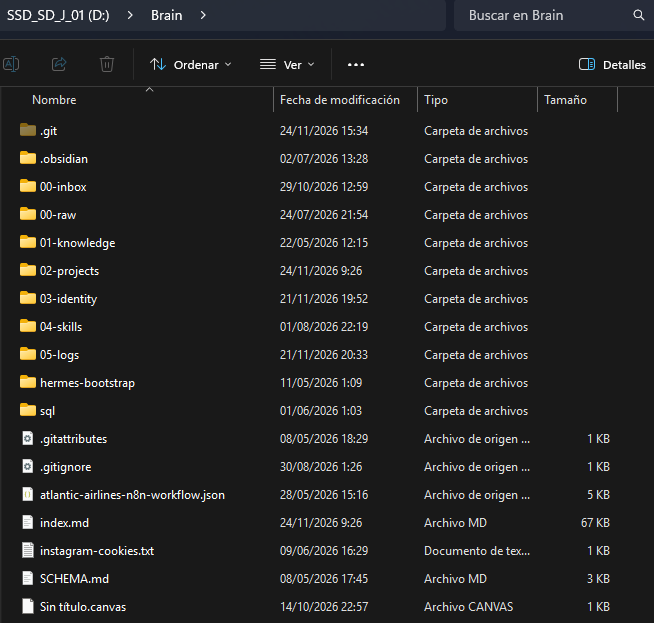 SSD_SD_J_01 (D:) > Brain > Buscar en Brain
Ordenar Ver ... Detalles
Nombre Fecha de modificación Tipo Tamaño
.git 24/11/2026 15:34 Carpeta de archivos
.obsidian 02/07/2026 13:28 Carpeta de archivos
00-inbox 29/10/2026 12:59 Carpeta de archivos
00-raw 24/07/2026 21:54 Carpeta de archivos
01-knowledge 22/05/2026 12:15 Carpeta de archivos
02-projects 24/11/2026 9:26 Carpeta de archivos
03-identity 21/11/2026 19:52 Carpeta de archivos
04-skills 01/08/2026 22:19 Carpeta de archivos
05-logs 21/11/2026 20:33 Carpeta de archivos
hermes-bootstrap 11/05/2026 1:09 Carpeta de archivos
sql 01/06/2026 1:03 Carpeta de archivos
.gitattributes 08/05/2026 18:29 Archivo de origen ... 1 KB
.gitignore 30/08/2026 1:26 Archivo de origen ... 1 KB
atlantic-airlines-n8n-workflow.json 28/05/2026 15:16 Archivo de origen ... 5 KB
index.md 24/11/2026 9:26 Archivo MD 67 KB
instagram-cookies.txt 09/06/2026 16:29 Documento de tex... 1 KB
SCHEMA.md 08/05/2026 17:45 Archivo MD 3 KB
Sin título.canvas 14/10/2026 22:57 Archivo CANVAS 1 KB